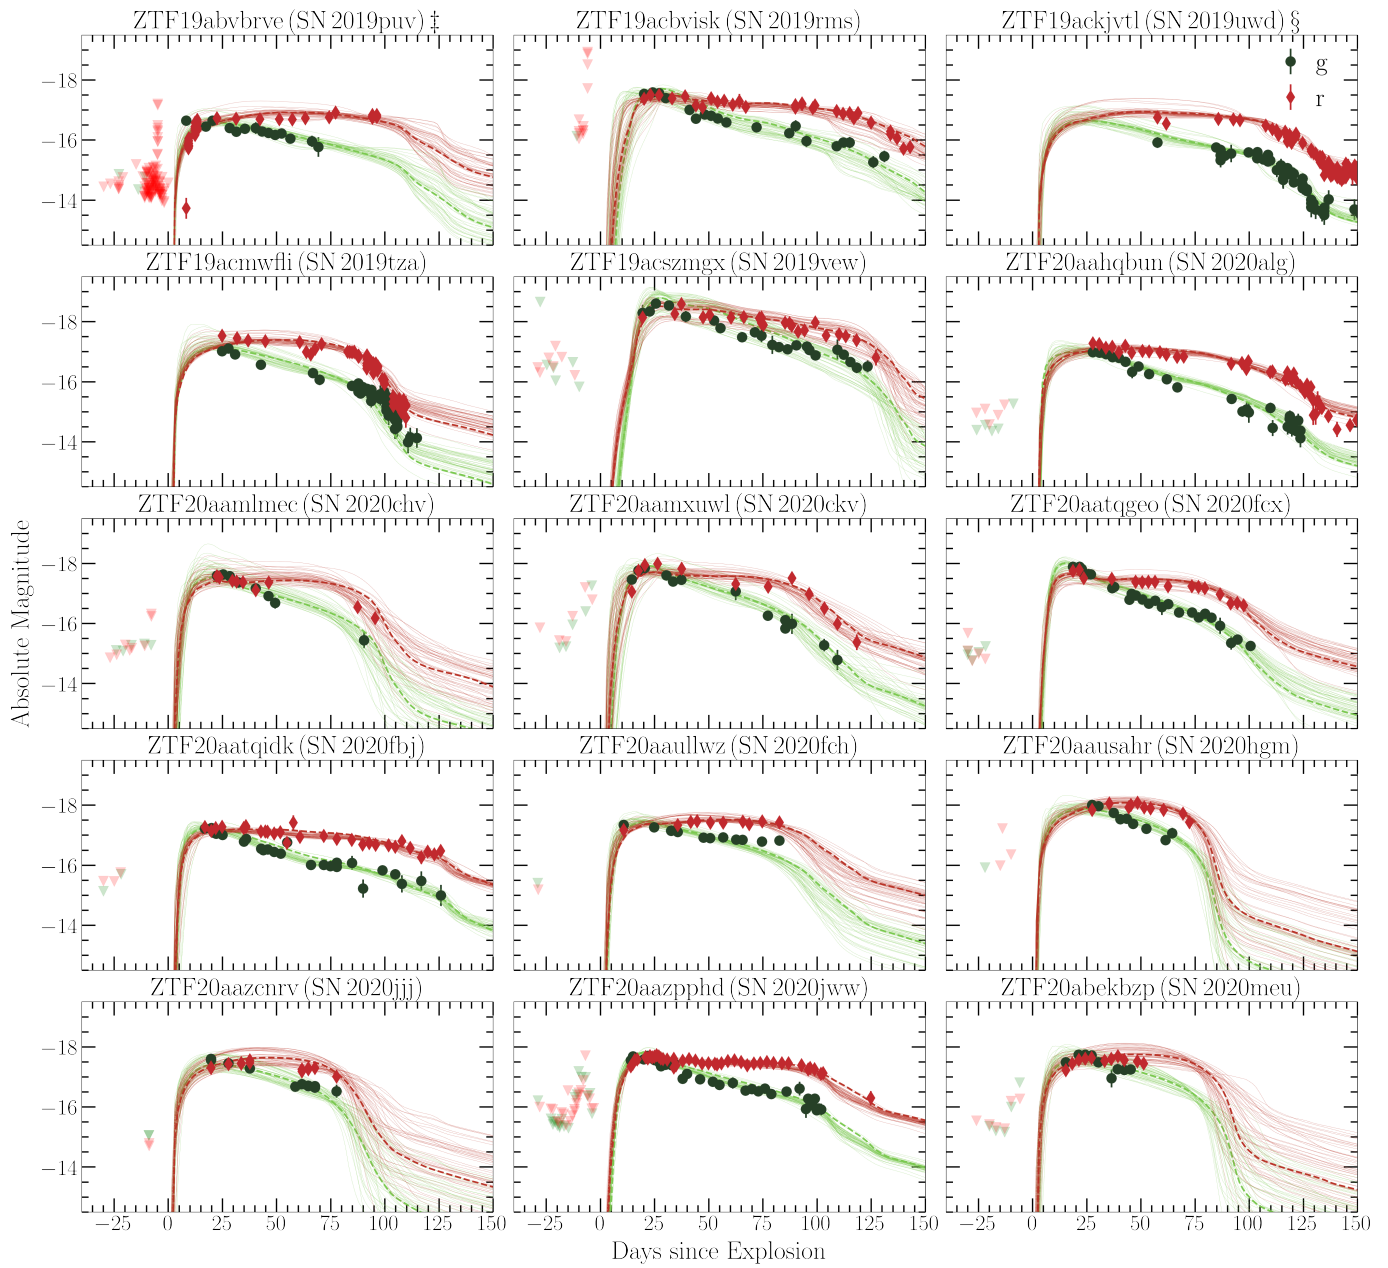 ZTF19abvbrve (SN 2019puv) ‡
ZTF19acbvisk (SN 2019rms)
ZTF19ackjvtl (SN 2019uwd) §
g
r
−18
−16
−14
ZTF19acmwfli (SN 2019tza)
ZTF19acszmgx (SN 2019vew)
ZTF20aahqbun (SN 2020alg)
−18
−16
−14
ZTF20aamlmec (SN 2020chv)
ZTF20aamxuwl (SN 2020ckv)
ZTF20aatqgeo (SN 2020fcx)
−18
−16
−14
Absolute Magnitude
ZTF20aatqidk (SN 2020fbj)
ZTF20aaullwz (SN 2020fch)
ZTF20aausahr (SN 2020hgm)
−18
−16
−14
ZTF20aazcnrv (SN 2020jjj)
ZTF20aazpphd (SN 2020jww)
ZTF20abekbzp (SN 2020meu)
−18
−16
−14
−25 0 25 50 75 100 125 150
−25 0 25 50 75 100 125 150
−25 0 25 50 75 100 125 150
Days since Explosion